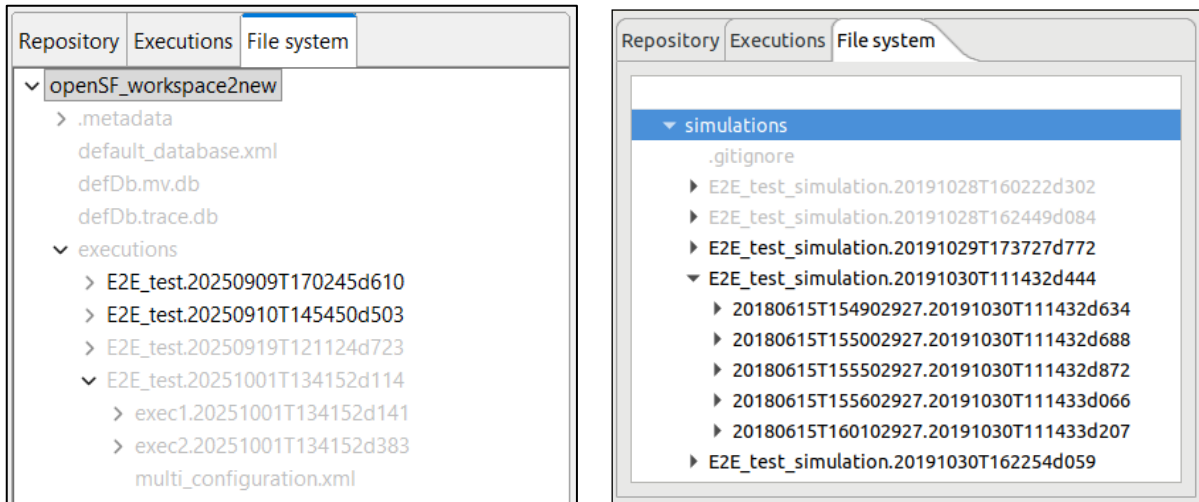 Repository Executions File system
openSF_workspace2new
.metadata
default_database.xml
defDb.mv.db
defDb.trace.db
executions
E2E_test.20250909T170245d610
E2E_test.20250910T145450d503
E2E_test.20250919T121124d723
E2E_test.20251001T134152d114
exec1.20251001T134152d141
exec2.20251001T134152d383
multi_configuration.xml
Repository Executions File system
simulations
.gitignore
E2E_test_simulation.20191028T160222d302
E2E_test_simulation.20191028T162449d084
E2E_test_simulation.20191029T173727d772
E2E_test_simulation.20191030T111432d444
20180615T154902927.20191030T111432d634
20180615T155002927.20191030T111432d688
20180615T155502927.20191030T111432d872
20180615T155602927.20191030T111433d066
20180615T160102927.20191030T111433d207
E2E_test_simulation.20191030T162254d059